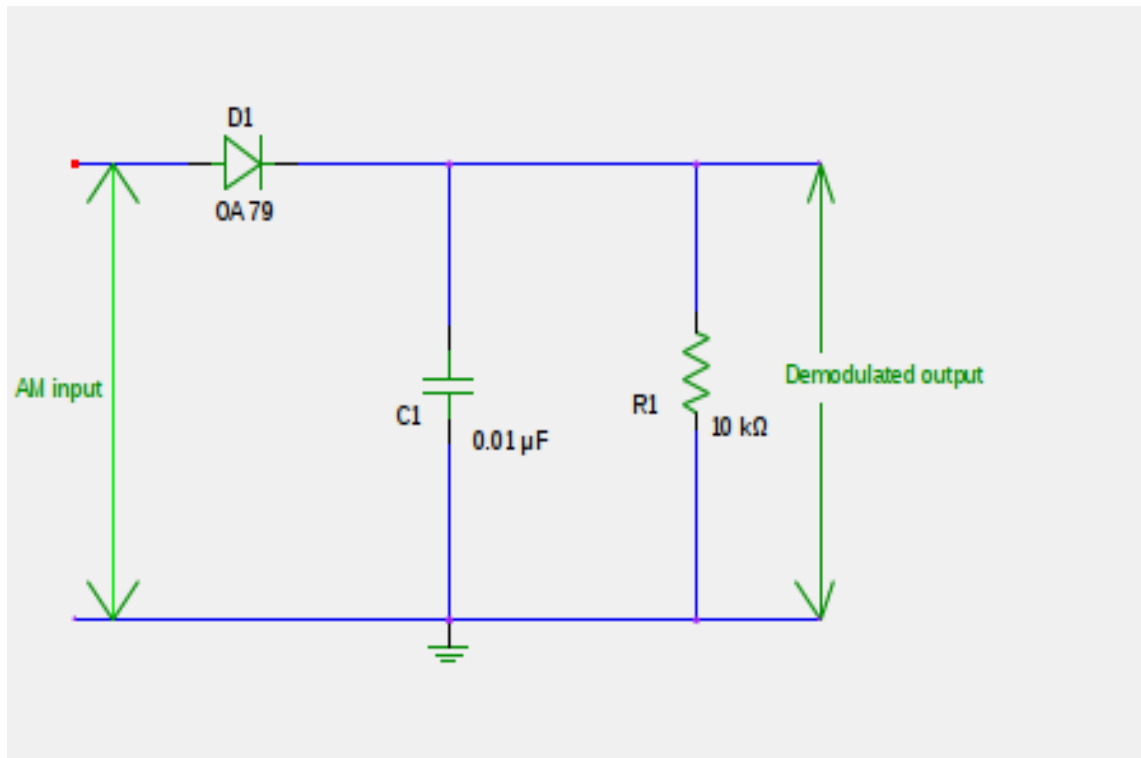 D1
OA 79
AM input
C1
0.01 µF
R1
10 kΩ
Demodulated output